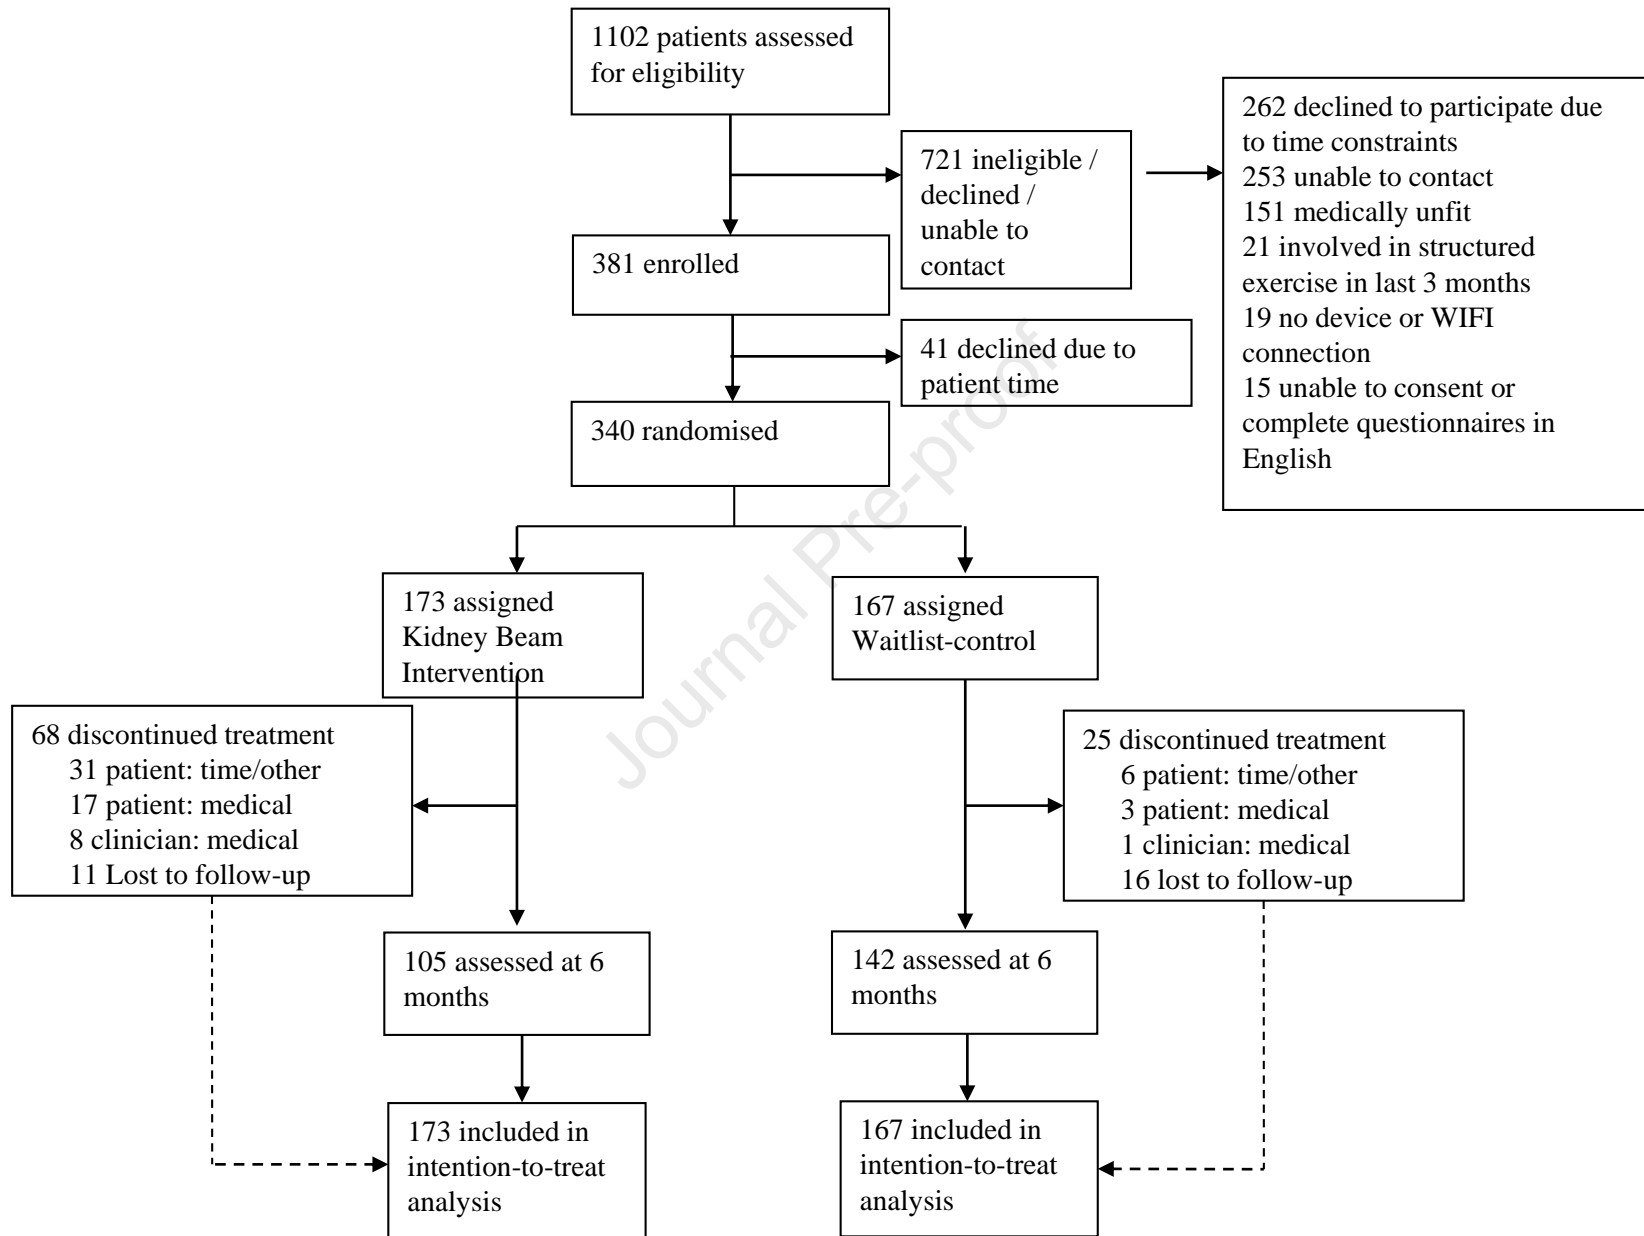 1102 patients assessed
for eligibility
721 ineligible /
declined /
unable to
contact
262 declined to participate due
to time constraints
253 unable to contact
151 medically unfit
21 involved in structured
exercise in last 3 months
19 no device or WIFI
connection
15 unable to consent or
complete questionnaires in
English
381 enrolled
41 declined due to
patient time
340 randomised
Journal Pre-proof
173 assigned
Kidney Beam
Intervention
167 assigned
Waitlist-control
68 discontinued treatment
31 patient: time/other
17 patient: medical
8 clinician: medical
11 Lost to follow-up
25 discontinued treatment
6 patient: time/other
3 patient: medical
1 clinician: medical
16 lost to follow-up
105 assessed at 6
months
142 assessed at 6
months
173 included in
intention-to-treat
analysis
167 included in
intention-to-treat
analysis